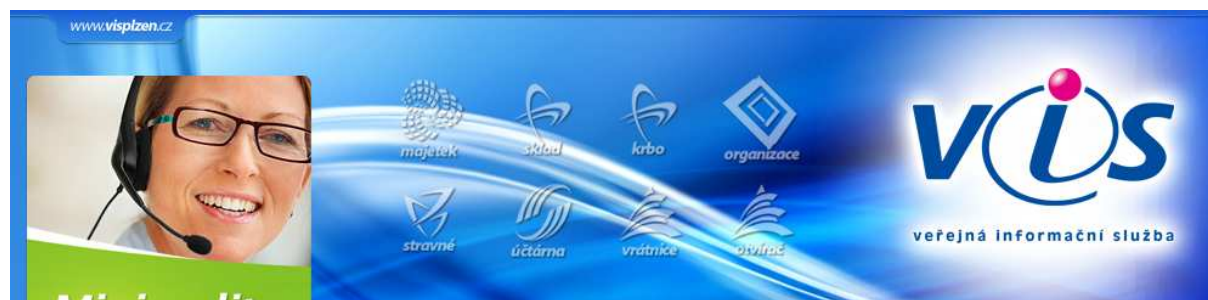 www.visplzen.cz
majetek sklad krbo organizace
stravné účtárna vrátnice otvírač
vis
veřejná informační služba